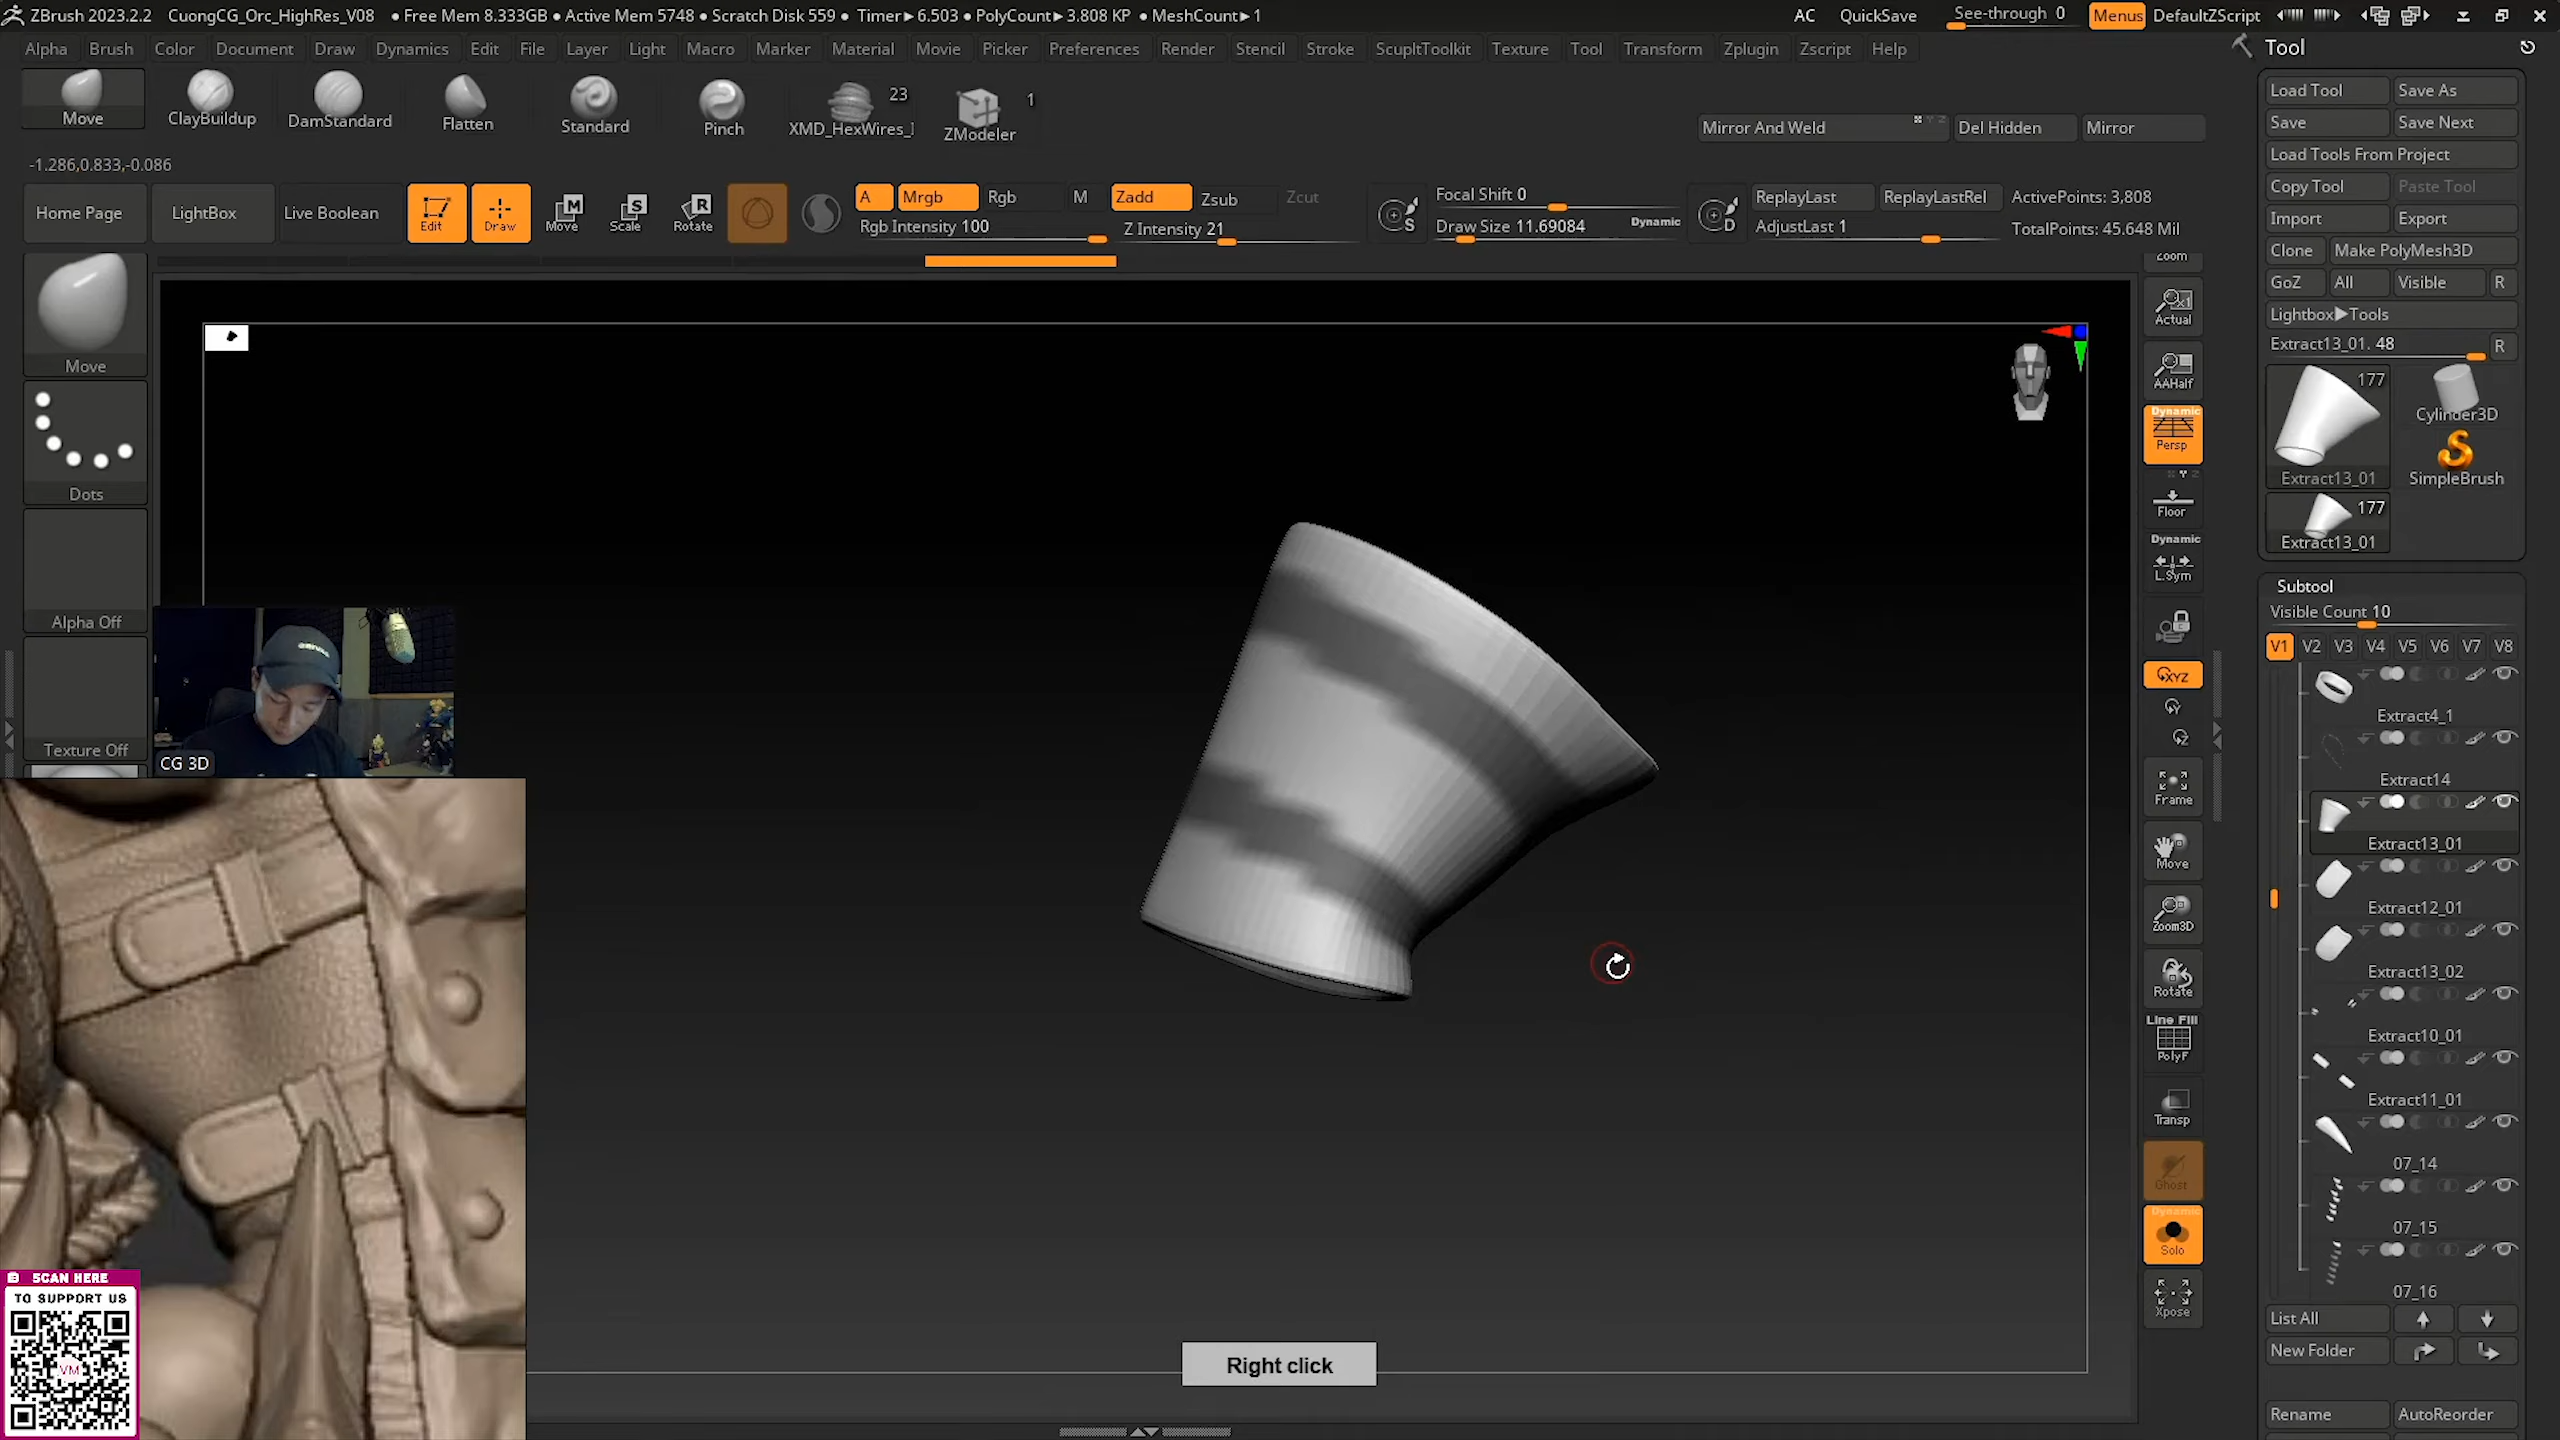 ZBrush 2023.2.2 CuongCG_Orc_HighRes_V08 • Free Mem 8.333GB • Active Mem 5748 • Scratch Disk 559 • Timer▶6.503 • PolyCount▶3.808 KP • MeshCount▶1 AC QuickSave See-through 0 Menus DefaultZScript
Alpha Brush Color Document Draw Dynamics Edit File Layer Light Macro Marker Material Movie Picker Preferences Render Stencil Stroke ScupltToolkit Texture Tool Transform Zplugin Zscript Help
Move ClayBuildup DamStandard Flatten Standard Pinch XMD_HexWires_ 23 ZModeler 1
Mirror And Weld Del Hidden Mirror
-1.286,0.833,-0.086
Home Page LightBox Live Boolean Edit Draw Move Scale Rotate
A Mrgb Rgb M Zadd Zsub Zcut
Rgb Intensity 100 Z Intensity 21
Focal Shift 0
Draw Size 11.69084 Dynamic
ReplayLast ReplayLastRel ActivePoints: 3,808
AdjustLast 1 TotalPoints: 45.648 Mil
Move
Dots
Alpha Off
Texture Off
CG 3D
SCAN HERE
TO SUPPORT US
VM
Right click
Zoom
Actual
AAHalf
Dynamic
Persp
Floor
Dynamic
L.Sym
XYZ
Frame
Move
Zoom3D
Rotate
Line Fill
PolyF
Transp
Ghost
Dynamic
Solo
Xpose
Tool
Load Tool Save As
Save Save Next
Load Tools From Project
Copy Tool Paste Tool
Import Export
Clone Make PolyMesh3D
GoZ All Visible R
Lightbox▶Tools
Extract13_01. 48 R
177
Cylinder3D
Extract13_01 SimpleBrush
177
Extract13_01
Subtool
Visible Count 10
V1 V2 V3 V4 V5 V6 V7 V8
Extract4_1
Extract14
Extract13_01
Extract12_01
Extract13_02
Extract10_01
Extract11_01
07_14
07_15
07_16
List All
New Folder
Rename AutoReorder